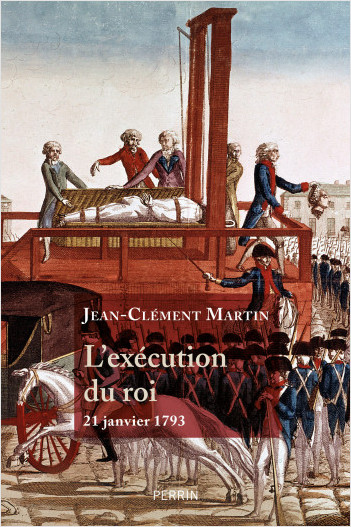 JEAN-CLÉMENT MARTIN
L'exécution
du roi
21 janvier 1793
PERRIN